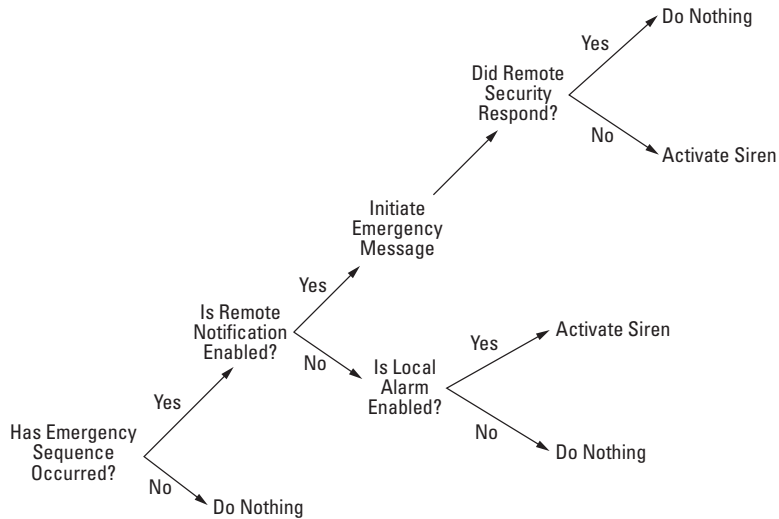 Yes
Do Nothing
Did Remote
Security
Respond?
No
Activate Siren
Initiate
Emergency
Message
Yes
Is Remote
Notification
Enabled?
No
Yes
Activate Siren
Is Local
Alarm
Enabled?
No
Do Nothing
Yes
Has Emergency
Sequence
Occurred?
No
Do Nothing